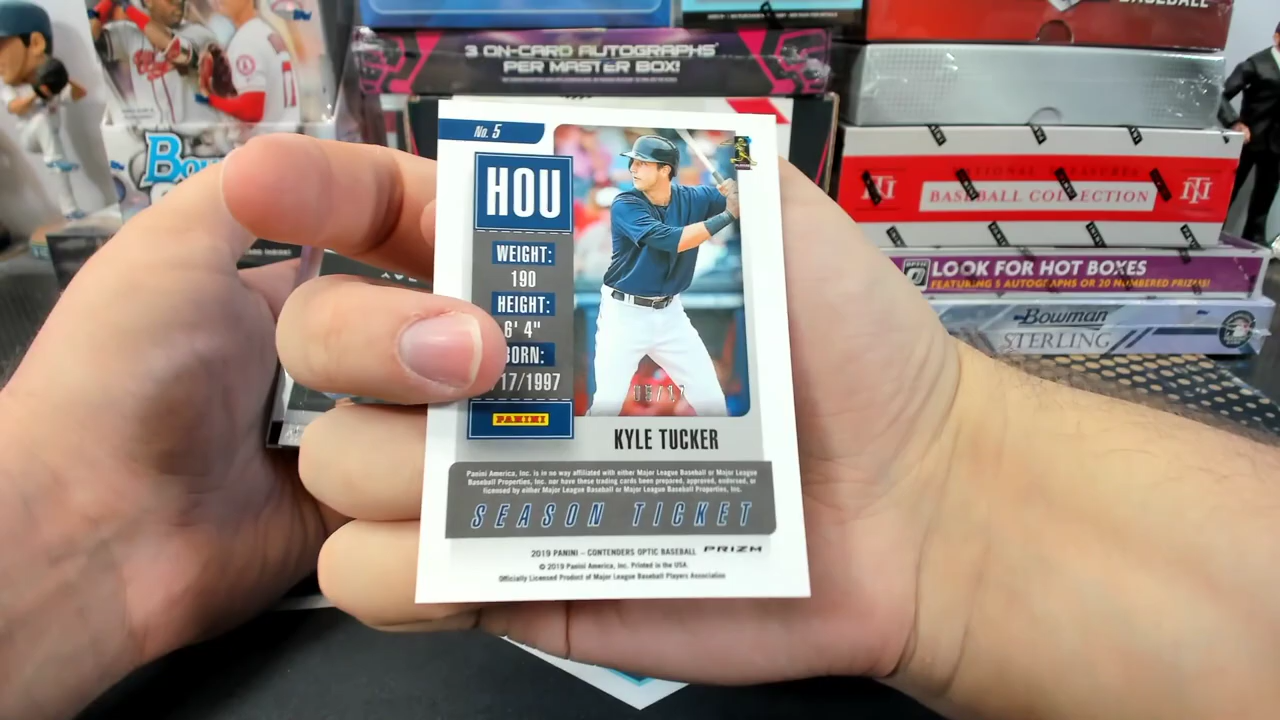 BASEBALL
3 ON-CARD AUTOGRAPHS
PER MASTER BOX!
BASEBALL COLLECTION
OPTIC
LOOK FOR HOT BOXES
FEATURING 5 AUTOGRAPHS OR 20 NUMBERED PRIZMS!
Bowman
STERLING
No. 5
HOU
WEIGHT:
190
HEIGHT:
6' 4"
BORN:
/17/1997
PANINI
KYLE TUCKER
Panini America, Inc. is in no way affiliated with either Major League Baseball or Major League
Baseball Properties, Inc. nor have these trading cards been prepared, approved, endorsed, or
licensed by either Major League Baseball or Major League Baseball Properties, Inc.
SEASON TICKET
2019 PANINI – CONTENDERS OPTIC BASEBALL PRIZM
© 2019 Panini America, Inc. Printed in the USA.
Officially Licensed Product of Major League Baseball Players Association